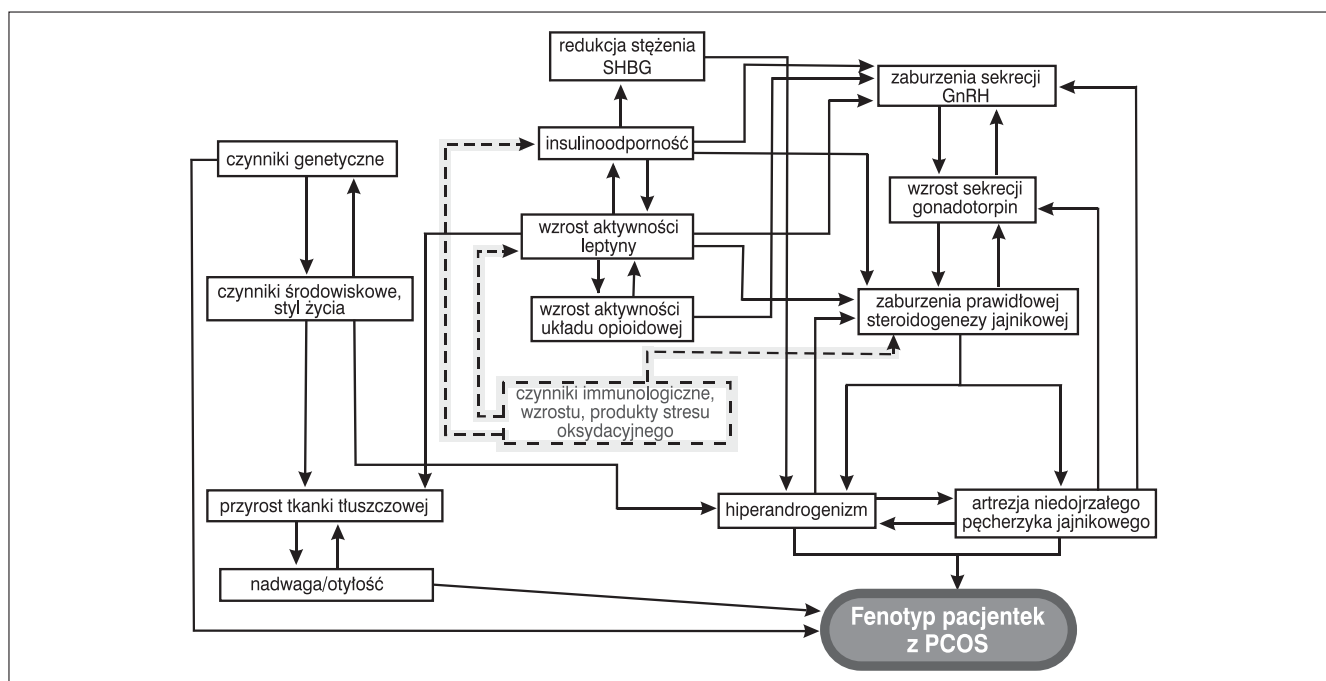 redukcja stężenia
SHBG
zaburzenia sekrecji
GnRH
insulinoodporność
czynniki genetyczne
wzrost sekrecji
gonadotorpin
wzrost aktywności
leptyny
czynniki środowiskowe,
styl życia
zaburzenia prawidłowej
steroidogenezy jajnikowej
wzrost aktywności
układu opioidowej
czynniki immunologiczne,
wzrostu, produkty stresu
oksydacyjnego
przyrost tkanki tłuszczowej
hiperandrogenizm
artrezja niedojrzałego
pęcherzyka jajnikowego
nadwaga/otyłość
Fenotyp pacjentek
z PCOS